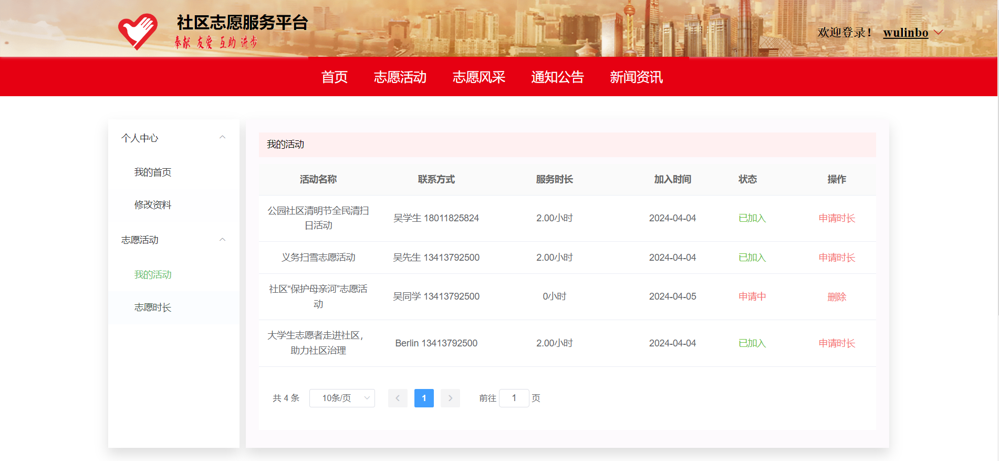 社区志愿服务平台
奉献 友爱 互助 进步
欢迎登录！ wulinbo
首页 志愿活动 志愿风采 通知公告 新闻资讯
个人中心
我的首页
修改资料
志愿活动
我的活动
志愿时长
我的活动
活动名称 联系方式 服务时长 加入时间 状态 操作
公园社区清明节全民清扫
日活动
吴学生 18011825824 2.00小时 2024-04-04 已加入 申请时长
义务扫雪志愿活动 吴先生 13413792500 2.00小时 2024-04-04 已加入 申请时长
社区“保护母亲河”志愿活
动
吴同学 13413792500 0小时 2024-04-05 申请中 删除
大学生志愿者走进社区，
助力社区治理
Berlin 13413792500 2.00小时 2024-04-04 已加入 申请时长
共 4 条 10条/页 1 前往 1 页